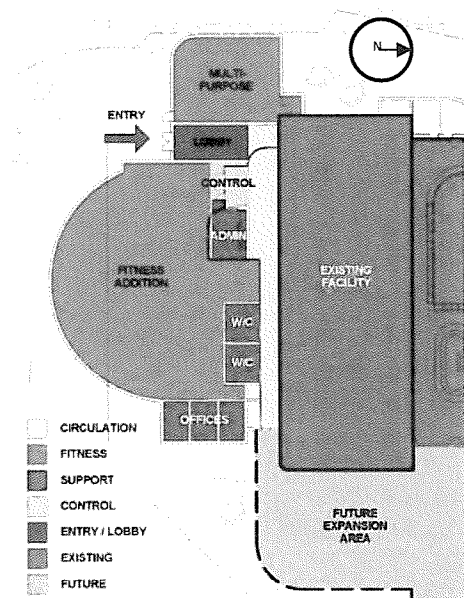 N
MULTI-
PURPOSE
ENTRY
LOBBY
CONTROL
ADMIN
FITNESS
ADDITION
EXISTING
FACILITY
W/C
W/C
OFFICES
CIRCULATION
FITNESS
SUPPORT
CONTROL
ENTRY / LOBBY
EXISTING
FUTURE
FUTURE
EXPANSION
AREA